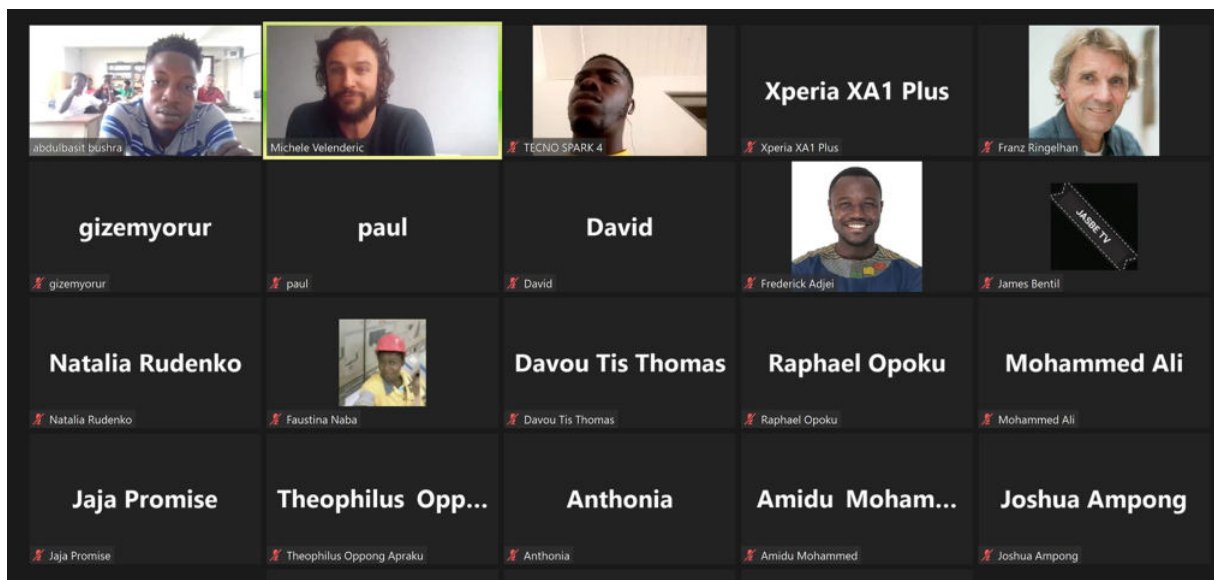 abdulbasit bushra
Michele Velenderic
TECNO SPARK 4
Xperia XA1 Plus
Xperia XA1 Plus
Franz Ringelhan
gizemyorur
gizemyorur
paul
paul
David
David
Frederick Adjei
JASBE TV
James Bentil
Natalia Rudenko
Natalia Rudenko
Faustina Naba
Davou Tis Thomas
Davou Tis Thomas
Raphael Opoku
Raphael Opoku
Mohammed Ali
Mohammed Ali
Jaja Promise
Jaja Promise
Theophilus Opp...
Theophilus Oppong Apraku
Anthonia
Anthonia
Amidu Moham...
Amidu Mohammed
Joshua Ampong
Joshua Ampong